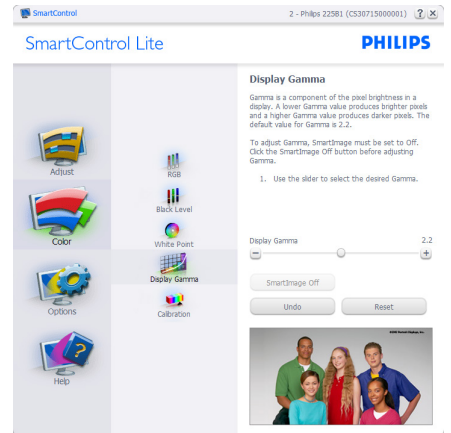 SmartControl
2 - Philips 225B1 (CS30715000001)
? X
SmartControl Lite
PHILIPS
Adjust
Color
Options
Help
RGB
Black Level
White Point
Display Gamma
Calibration
Display Gamma
Gamma is a component of the pixel brightness in a
display. A lower Gamma value produces brighter pixels
and a higher Gamma value produces darker pixels. The
default value for Gamma is 2.2.
To adjust Gamma, SmartImage must be set to Off.
Click the SmartImage Off button before adjusting
Gamma.
1. Use the slider to select the desired Gamma.
Display Gamma 2.2
SmartImage Off
Undo Reset